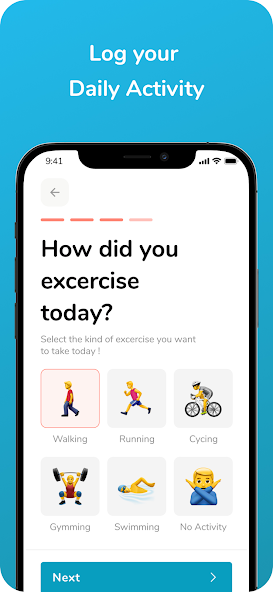 Log your
Daily Activity
9:41
How did you
excercise
today?
Select the kind of excercise you want
to take today !
Walking
Running
Cycing
Gymming
Swimming
No Activity
Next